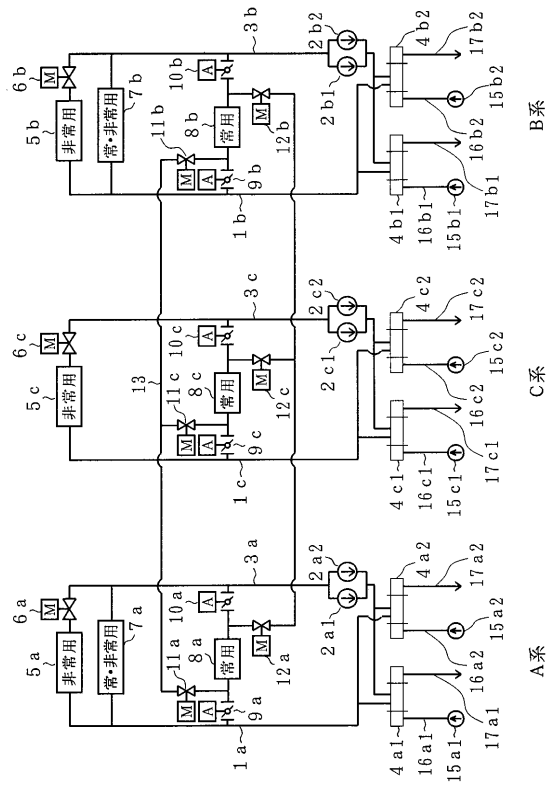 6a
M
5a
非常用
7a
常・非常用
3a
10a
A
11a
M
8a
常用
A
9a
12a
M
1a
2a1
2a2
4a1
4a2
16a1
15a1
17a1
16a2
15a2
17a2
A系
6c
M
5c
非常用
3c
13
10c
A
11c
M
8c
常用
A
9c
12c
M
1c
2c1
2c2
4c1
4c2
16c1
15c1
17c1
16c2
15c2
17c2
C系
6b
M
5b
非常用
7b
常・非常用
3b
10b
A
11b
M
8b
常用
A
9b
12b
M
1b
2b1
2b2
4b1
4b2
16b1
15b1
17b1
16b2
15b2
17b2
B系